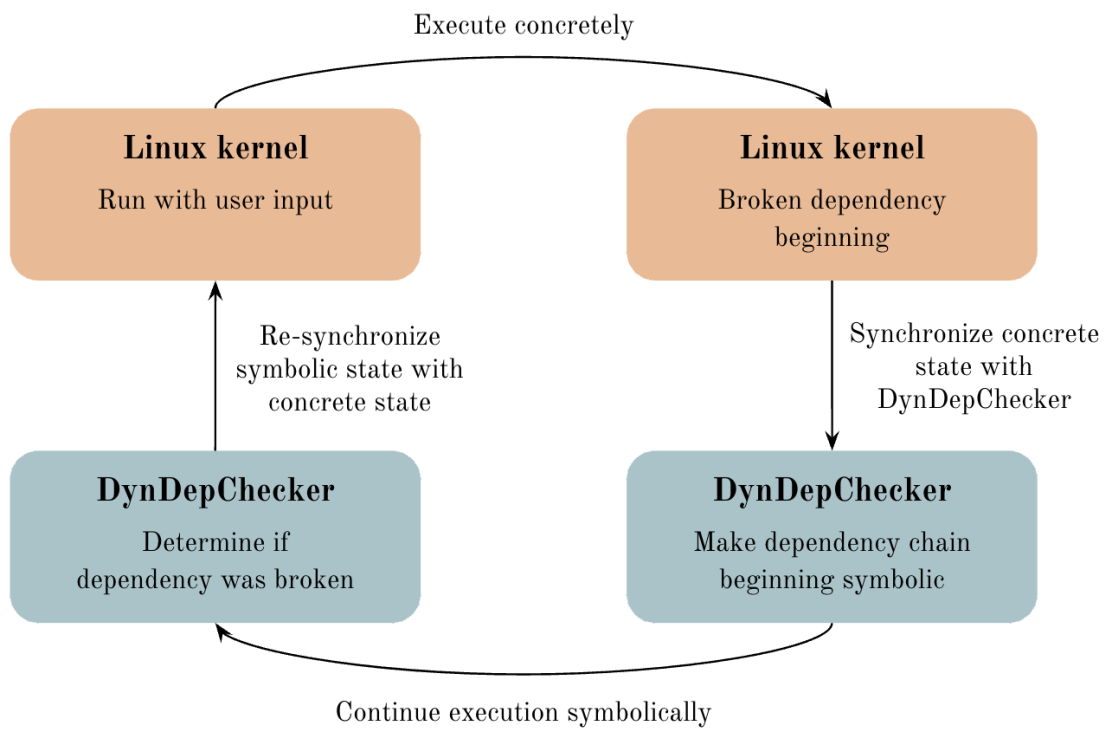 Execute concretely
Linux kernel
Run with user input
Linux kernel
Broken dependency
beginning
Re-synchronize
symbolic state with
concrete state
Synchronize concrete
state with
DynDepChecker
DynDepChecker
Determine if
dependency was broken
DynDepChecker
Make dependency chain
beginning symbolic
Continue execution symbolically